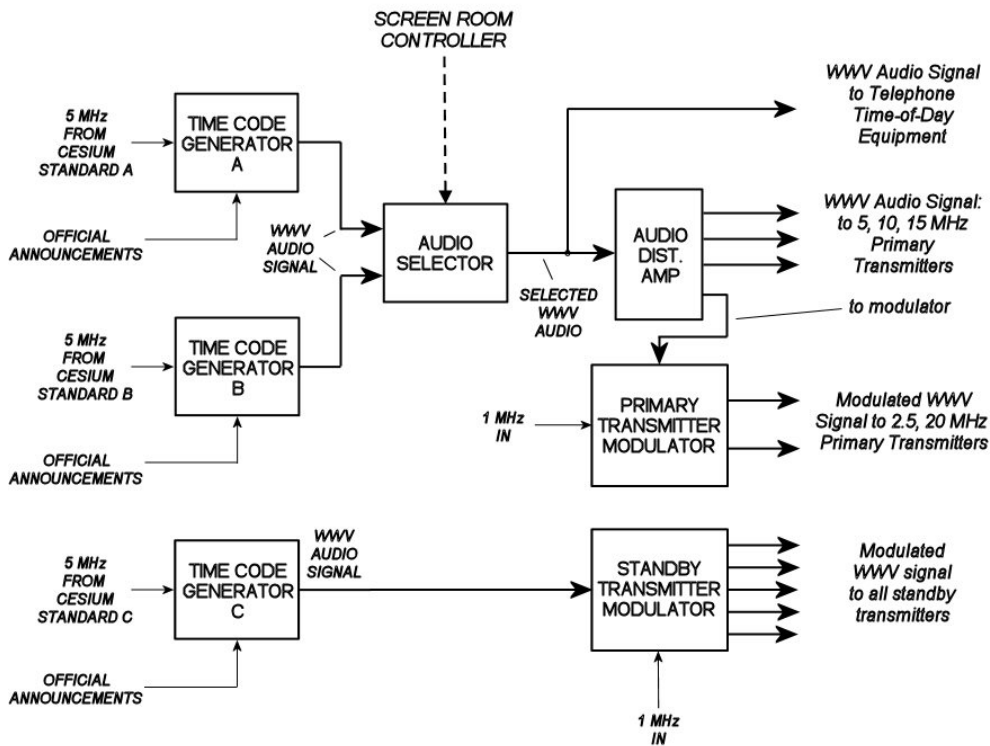 SCREEN ROOM
CONTROLLER
WWV Audio Signal
to Telephone
Time-of-Day
Equipment
5 MHz
FROM
CESIUM
STANDARD A
TIME CODE
GENERATOR
A
OFFICIAL
ANNOUNCEMENTS
WWV
AUDIO
SIGNAL
AUDIO
SELECTOR
SELECTED
WWV
AUDIO
AUDIO
DIST.
AMP
WWV Audio Signal:
to 5, 10, 15 MHz
Primary
Transmitters
to modulator
5 MHz
FROM
CESIUM
STANDARD B
TIME CODE
GENERATOR
B
OFFICIAL
ANNOUNCEMENTS
1 MHz
IN
PRIMARY
TRANSMITTER
MODULATOR
Modulated WWV
Signal to 2.5, 20 MHz
Primary Transmitters
5 MHz
FROM
CESIUM
STANDARD C
TIME CODE
GENERATOR
C
OFFICIAL
ANNOUNCEMENTS
WWV
AUDIO
SIGNAL
STANDBY
TRANSMITTER
MODULATOR
1 MHz
IN
Modulated
WWV signal
to all standby
transmitters